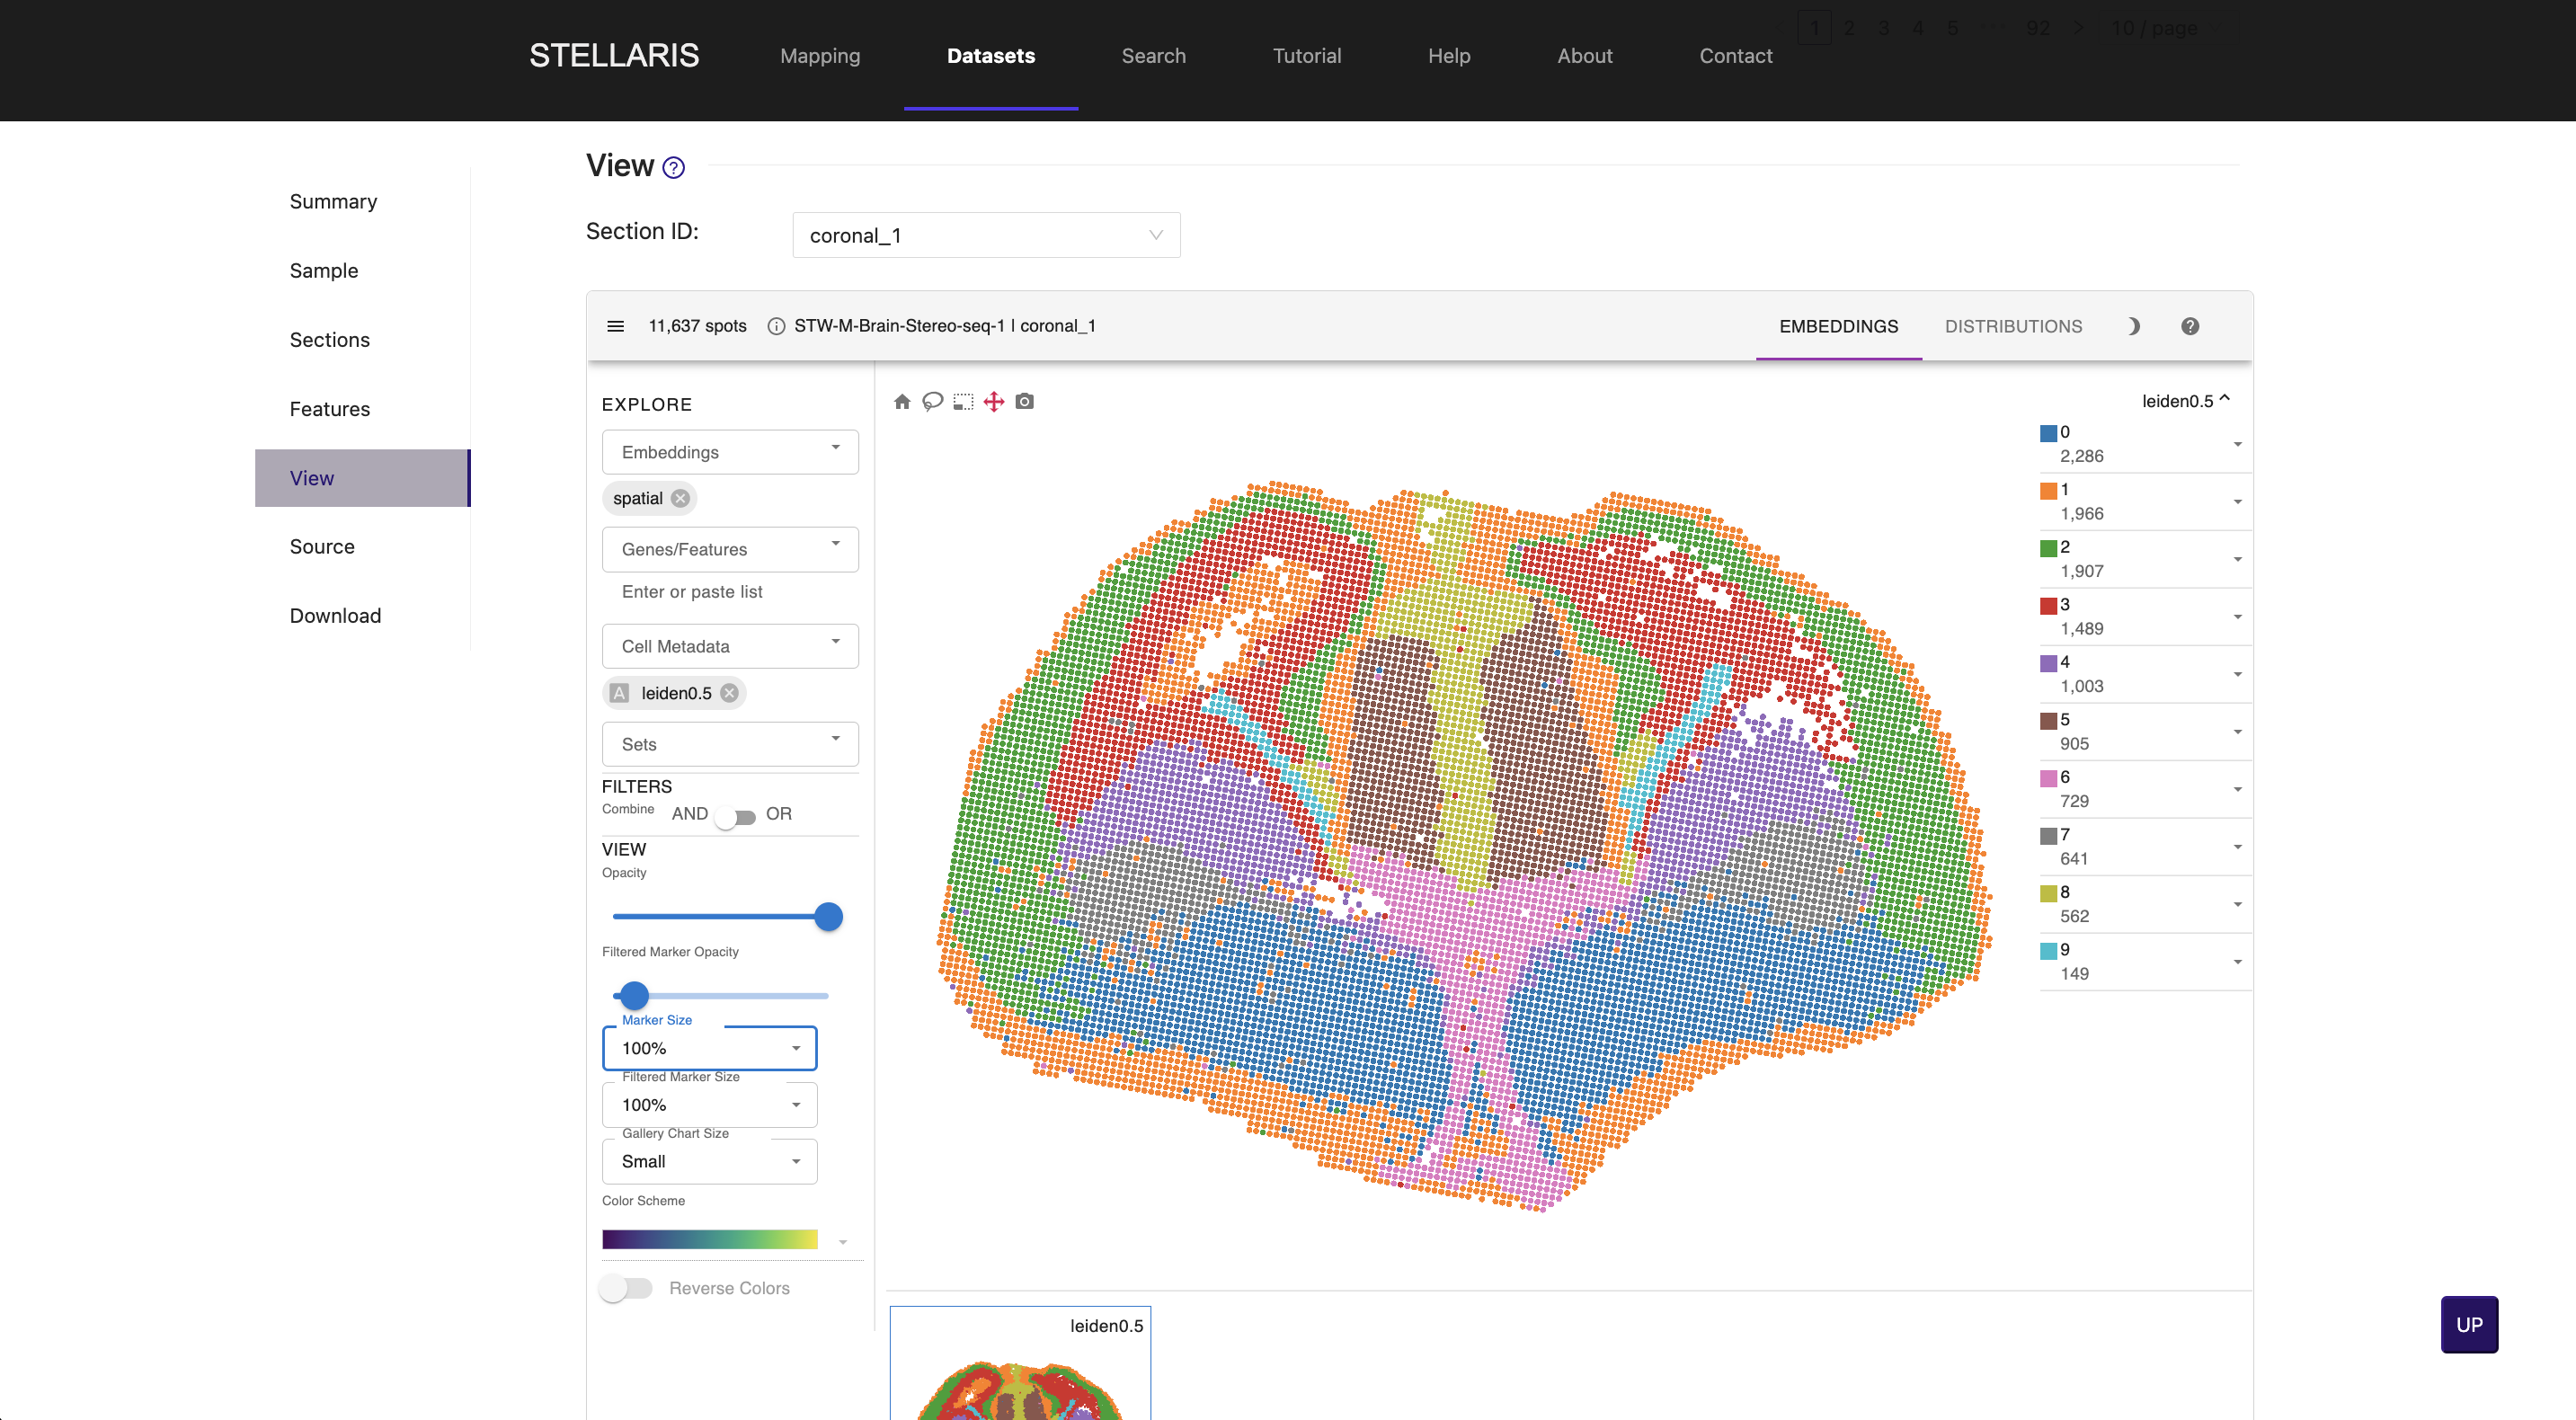 1 2 3 4 5 ··· 92 > 10 / page
STELLARIS Mapping Datasets Search Tutorial Help About Contact
Summary
Sample
Sections
Features
View
Source
Download
View ?
Section ID: coronal_1
11,637 spots STW-M-Brain-Stereo-seq-1 | coronal_1 EMBEDDINGS DISTRIBUTIONS
EXPLORE
Embeddings
spatial
Genes/Features
Enter or paste list
Cell Metadata
A leiden0.5
Sets
FILTERS
Combine AND OR
VIEW
Opacity
Filtered Marker Opacity
Marker Size
100%
Filtered Marker Size
100%
Gallery Chart Size
Small
Color Scheme
Reverse Colors
leiden0.5
0
2,286
1
1,966
2
1,907
3
1,489
4
1,003
5
905
6
729
7
641
8
562
9
149
leiden0.5
UP